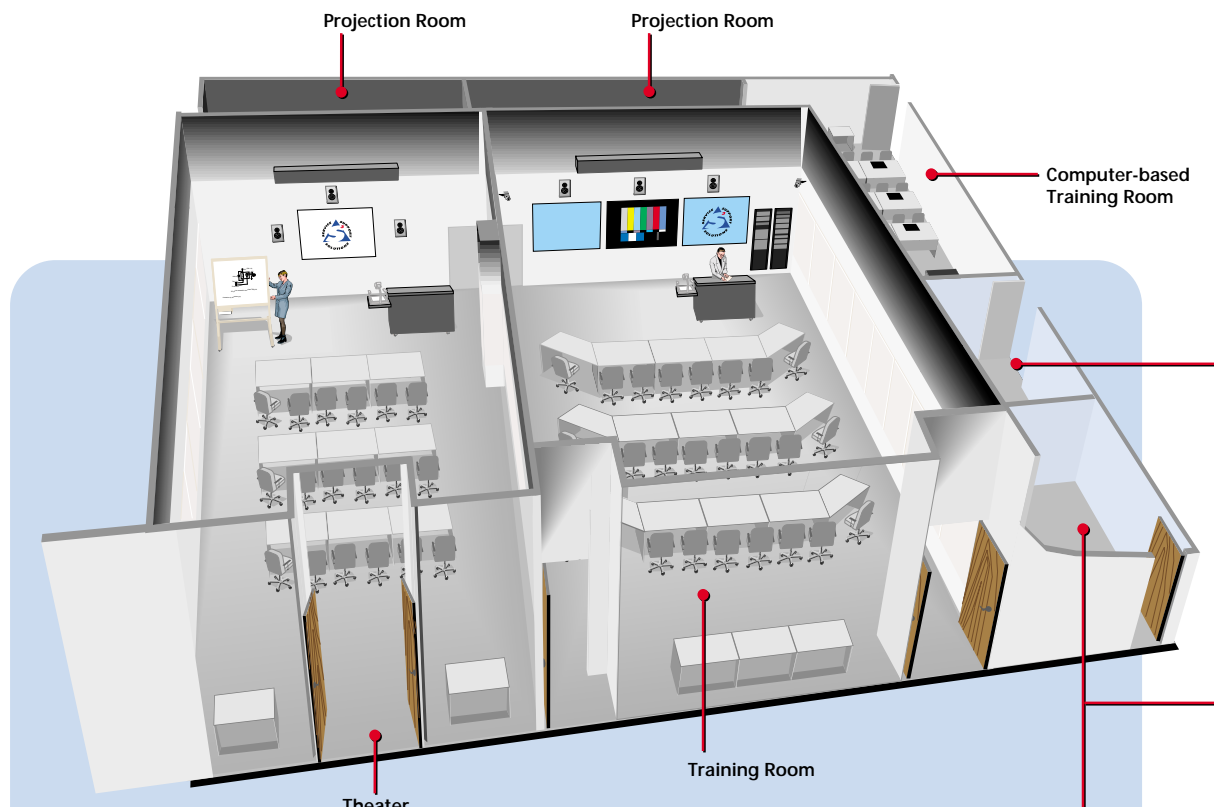 Projection Room
Projection Room
Computer-based
Training Room
Training Room
Theater